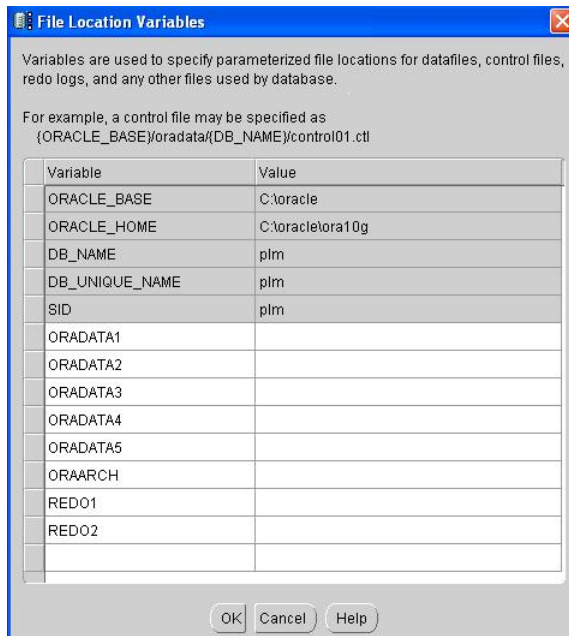 File Location Variables
Variables are used to specify parameterized file locations for datafiles, control files,
redo logs, and any other files used by database.
For example, a control file may be specified as
{ORACLE_BASE}/oradata/{DB_NAME}/control01.ctl
Variable Value
ORACLE_BASE C:\oracle
ORACLE_HOME C:\oracle\ora10g
DB_NAME plm
DB_UNIQUE_NAME plm
SID plm
ORADATA1
ORADATA2
ORADATA3
ORADATA4
ORADATA5
ORAARCH
REDO1
REDO2
OK Cancel Help